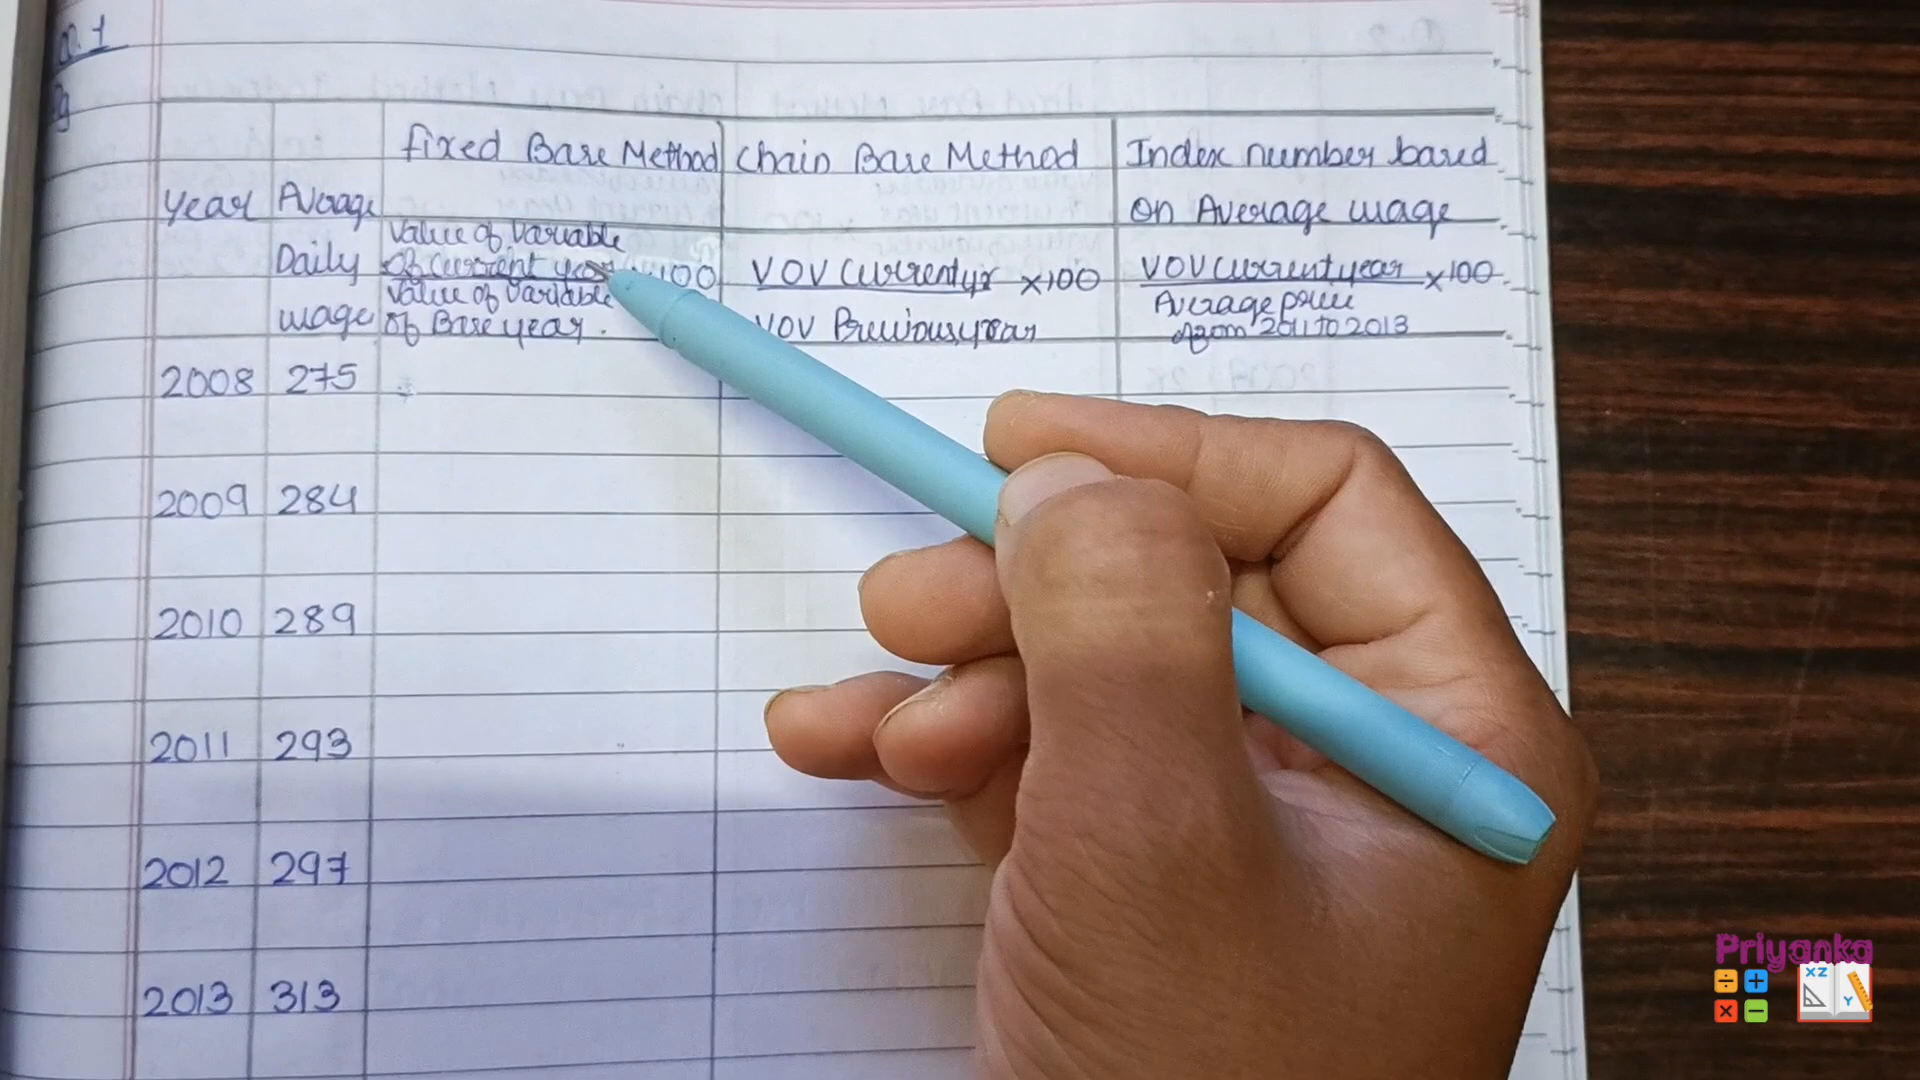 Q.1
fixed Base Method Chain Base Method Index number based
year Average on Average wage
Value of Variable
Daily of Current year ×100 VOV Current yr ×100 VOV Current year ×100
Value of Variable Average price
wage of Base year. VOV Previous year from 2011 to 2013
2008 275
2009 284
2010 289
2011 293
2012 297
2013 313
Priyanka
÷ + XZ
× − Y